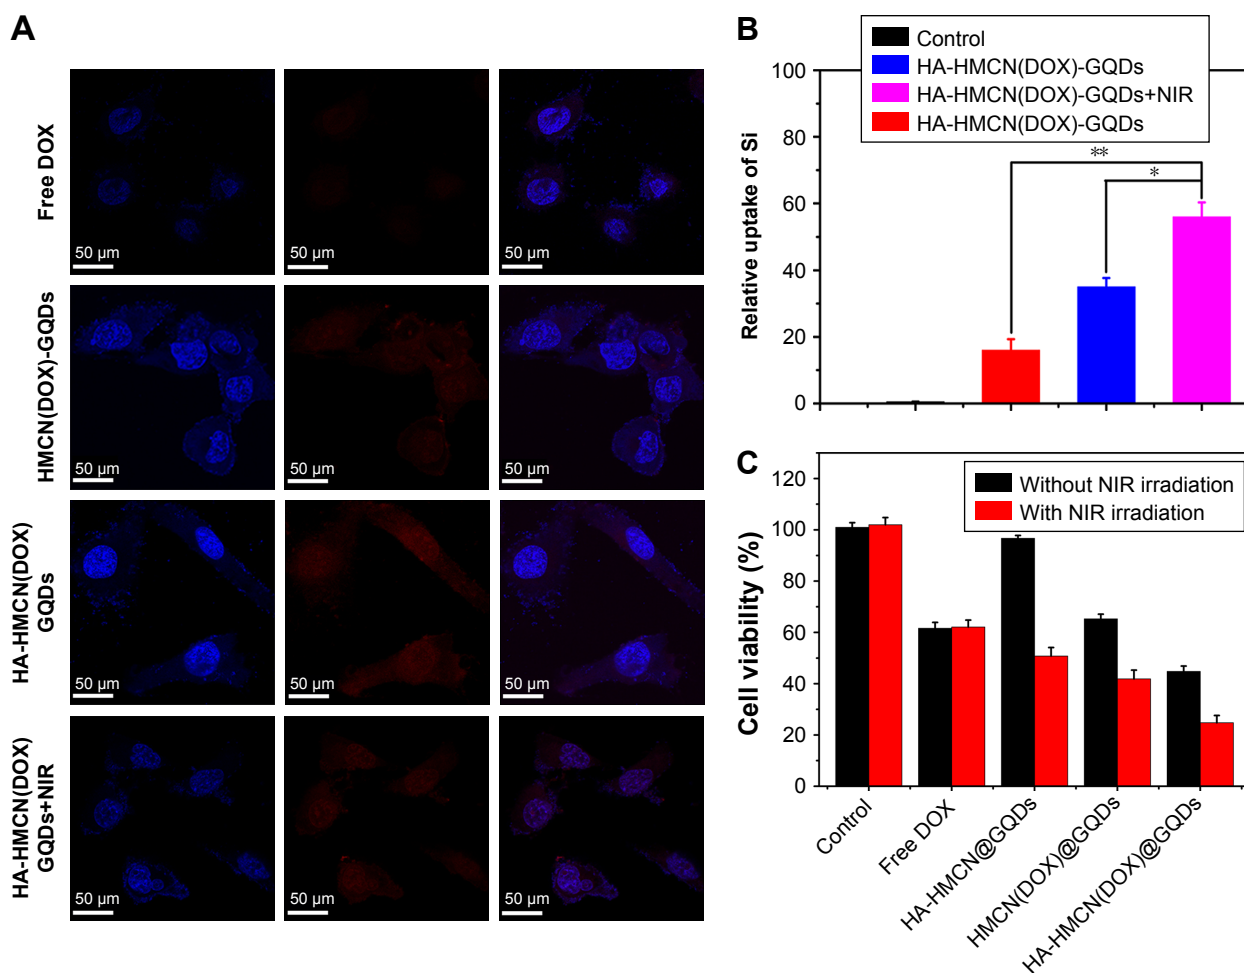 A
Free DOX
50 µm
50 µm
50 µm
HMCN(DOX)-GQDs
50 µm
50 µm
50 µm
HA-HMCN(DOX)
GQDs
50 µm
50 µm
50 µm
HA-HMCN(DOX)
GQDs+NIR
50 µm
50 µm
50 µm
B
Control
HA-HMCN(DOX)-GQDs
HA-HMCN(DOX)-GQDs+NIR
HA-HMCN(DOX)-GQDs
Relative uptake of Si
100
80
60
40
20
0
**
*
C
Without NIR irradiation
With NIR irradiation
Cell viability (%)
120
100
80
60
40
20
0
Control
Free DOX
HA-HMCN@GQDs
HMCN(DOX)@GQDs
HA-HMCN(DOX)@GQDs